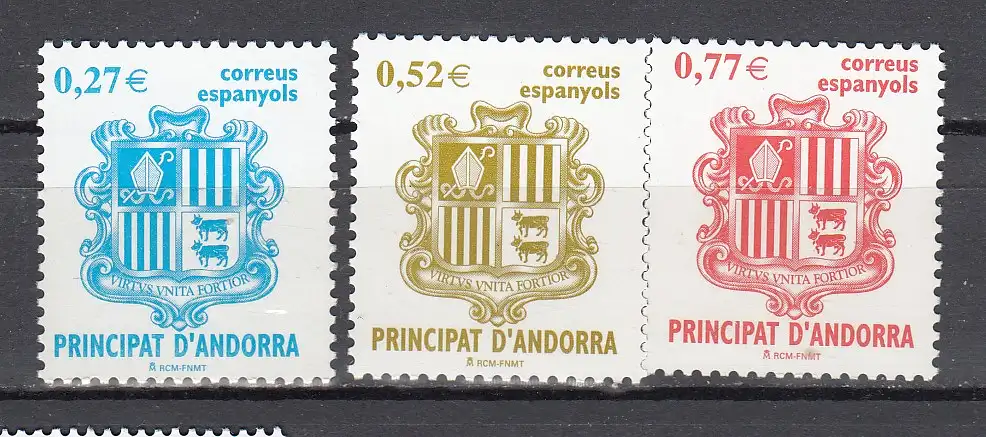 0,27€
correus
espanyols
VIRTVS VNITA FORTIOR
PRINCIPAT D'ANDORRA
RCM-FNMT
0,52€
correus
espanyols
VIRTVS VNITA FORTIOR
PRINCIPAT D'ANDORRA
RCM-FNMT
0,77€
correus
espanyols
VIRTVS VNITA FORTIOR
PRINCIPAT D'ANDORRA
RCM-FNMT